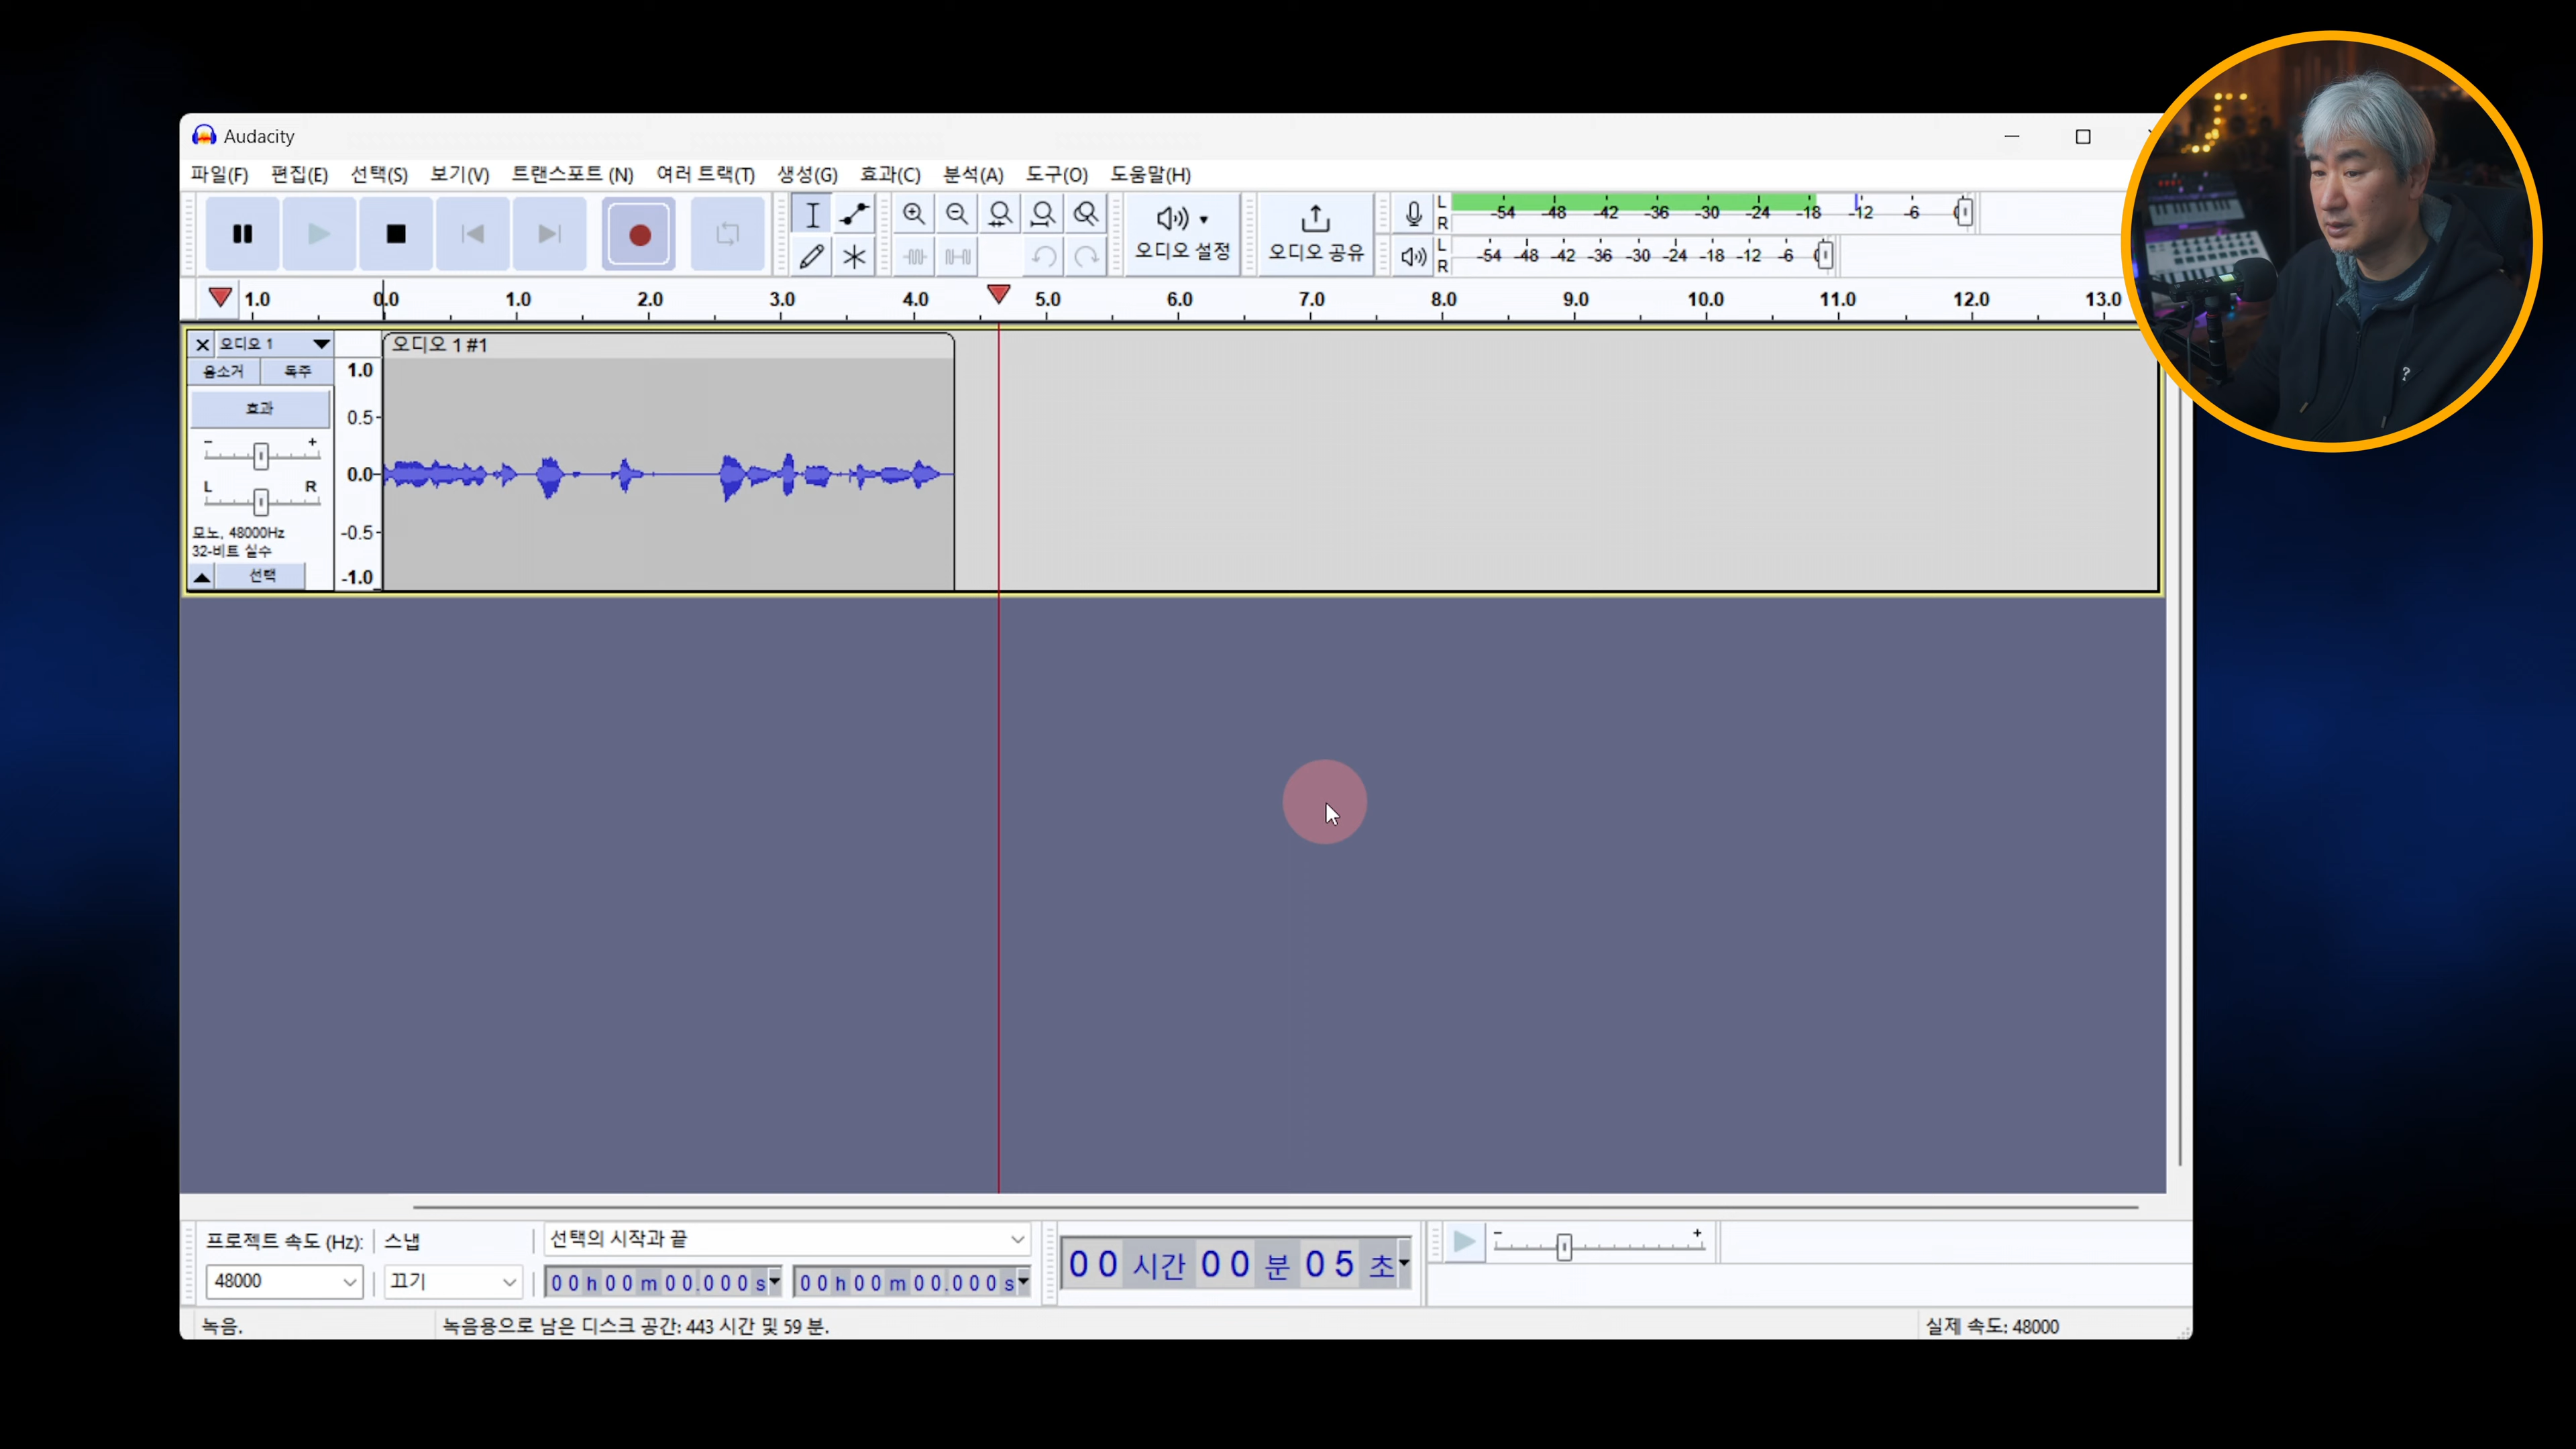 Audacity
파일(F) 편집(E) 선택(S) 보기(V) 트랜스포트 (N) 여러 트랙(T) 생성(G) 효과(C) 분석(A) 도구(O) 도움말(H)
L
R
-54 -48 -42 -36 -30 -24 -18 -12 -6
오디오 설정
오디오 공유
L
R
-54 -48 -42 -36 -30 -24 -18 -12 -6
1.0 0.0 1.0 2.0 3.0 4.0 5.0 6.0 7.0 8.0 9.0 10.0 11.0 12.0 13.0
오디오 1
오디오 1 #1
음소거 독주
효과
- +
L R
모노, 48000Hz
32-비트 실수
선택
1.0
0.5
0.0
-0.5
-1.0
프로젝트 속도 (Hz): 스냅
선택의 시작과 끝
48000
끄기
00h00m00.000s 00h00m00.000s
00 시간 00 분 05 초
- +
녹음.
녹음용으로 남은 디스크 공간: 443 시간 및 59 분.
실제 속도: 48000